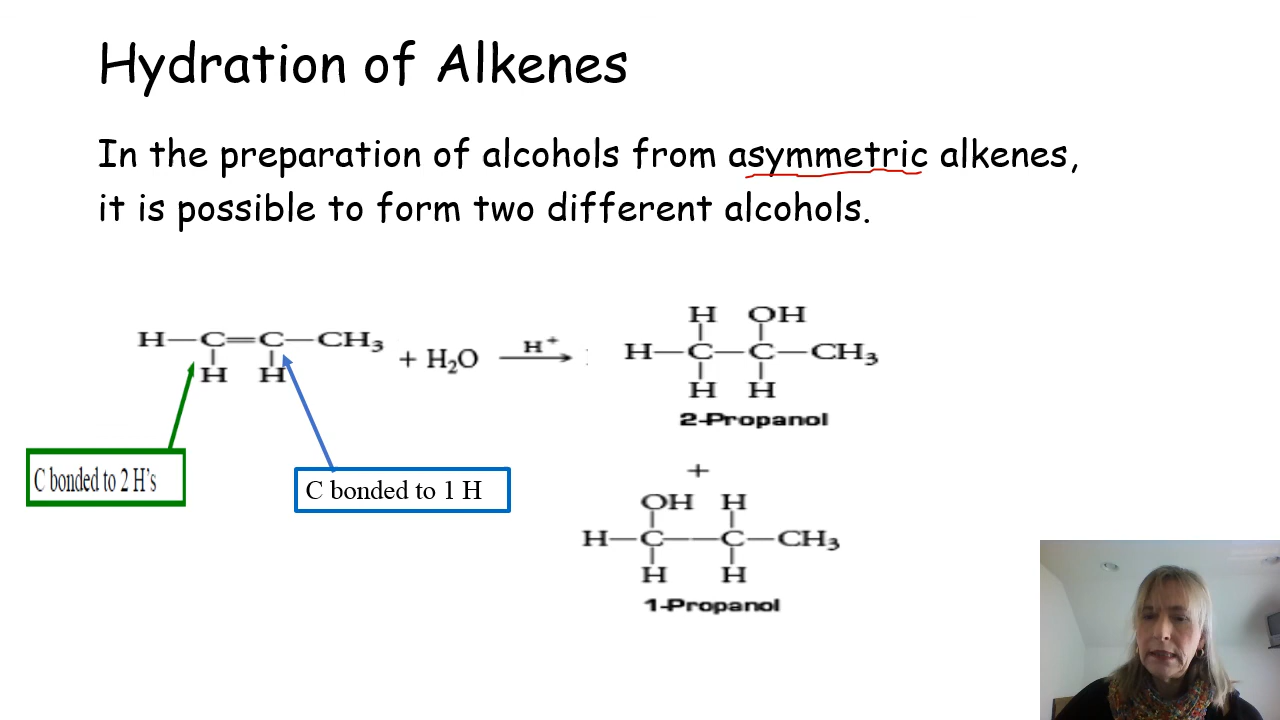 Hydration of Alkenes
In the preparation of alcohols from asymmetric alkenes,
it is possible to form two different alcohols.
H OH
H—C=C—CH₃ + H₂O H⁺ H—C—C—CH₃
H H H H
2-Propanol
C bonded to 2 H's
C bonded to 1 H
+
OH H
H—C—C—CH₃
H H
1-Propanol